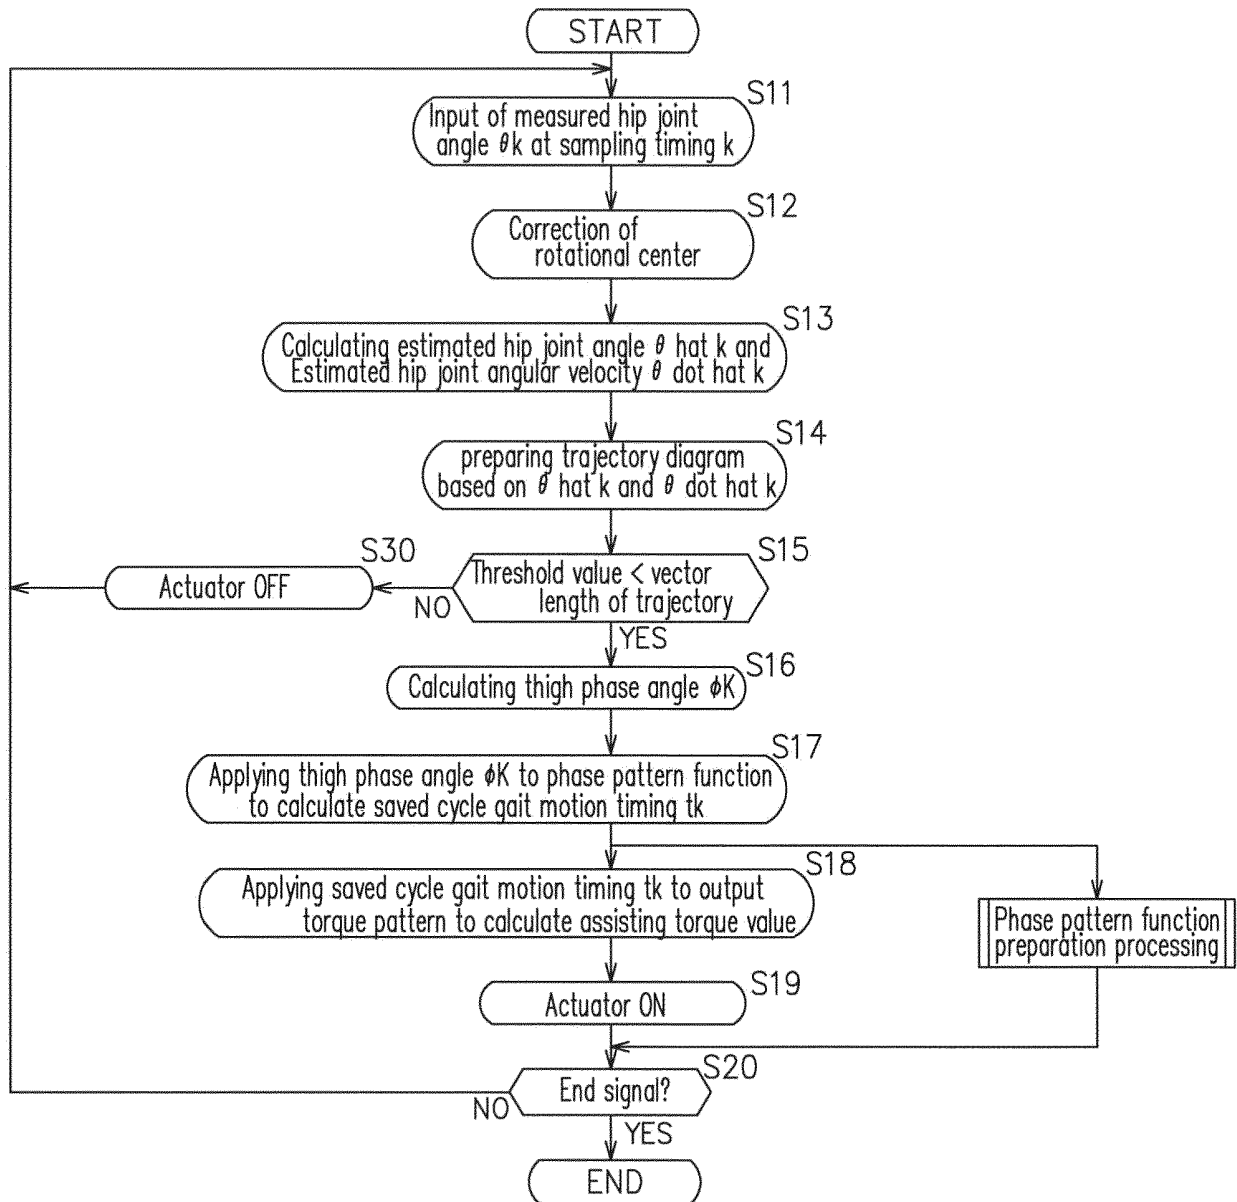 START
S11
Input of measured hip joint
angle θk at sampling timing k
S12
Correction of
rotational center
S13
Calculating estimated hip joint angle θ hat k and
Estimated hip joint angular velocity θ dot hat k
S14
preparing trajectory diagram
based on θ hat k and θ dot hat k
S15
Threshold value < vector
length of trajectory
S30
Actuator OFF
NO
YES
S16
Calculating thigh phase angle ϕK
S17
Applying thigh phase angle ϕK to phase pattern function
to calculate saved cycle gait motion timing tk
S18
Applying saved cycle gait motion timing tk to output
torque pattern to calculate assisting torque value
Phase pattern function
preparation processing
S19
Actuator ON
S20
End signal?
NO
YES
END